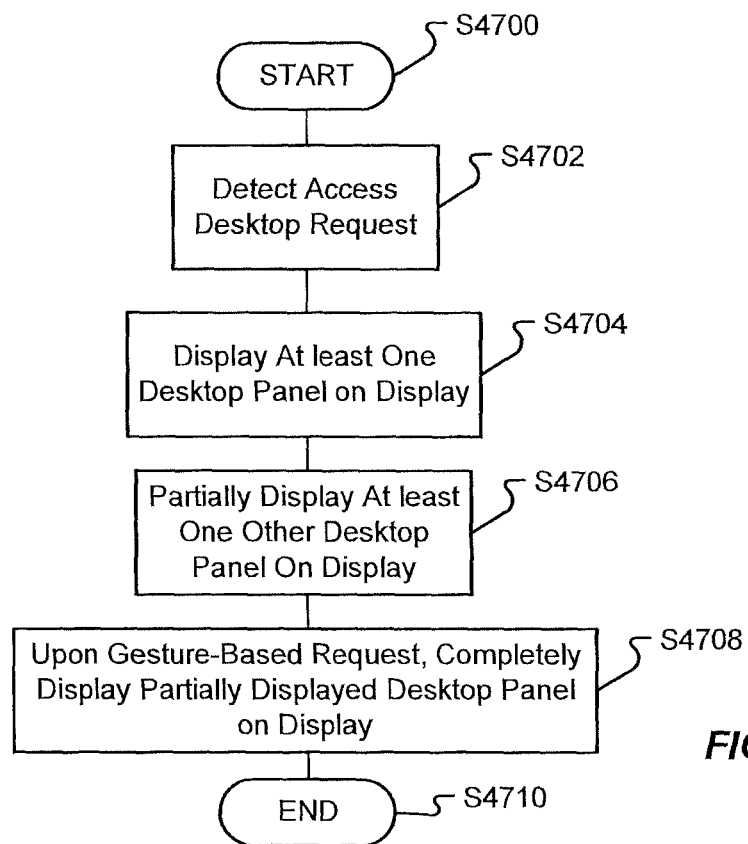 S4700
START
S4702
Detect Access
Desktop Request
S4704
Display At least One
Desktop Panel on Display
S4706
Partially Display At least
One Other Desktop
Panel On Display
S4708
Upon Gesture-Based Request, Completely
Display Partially Displayed Desktop Panel
on Display
S4710
END